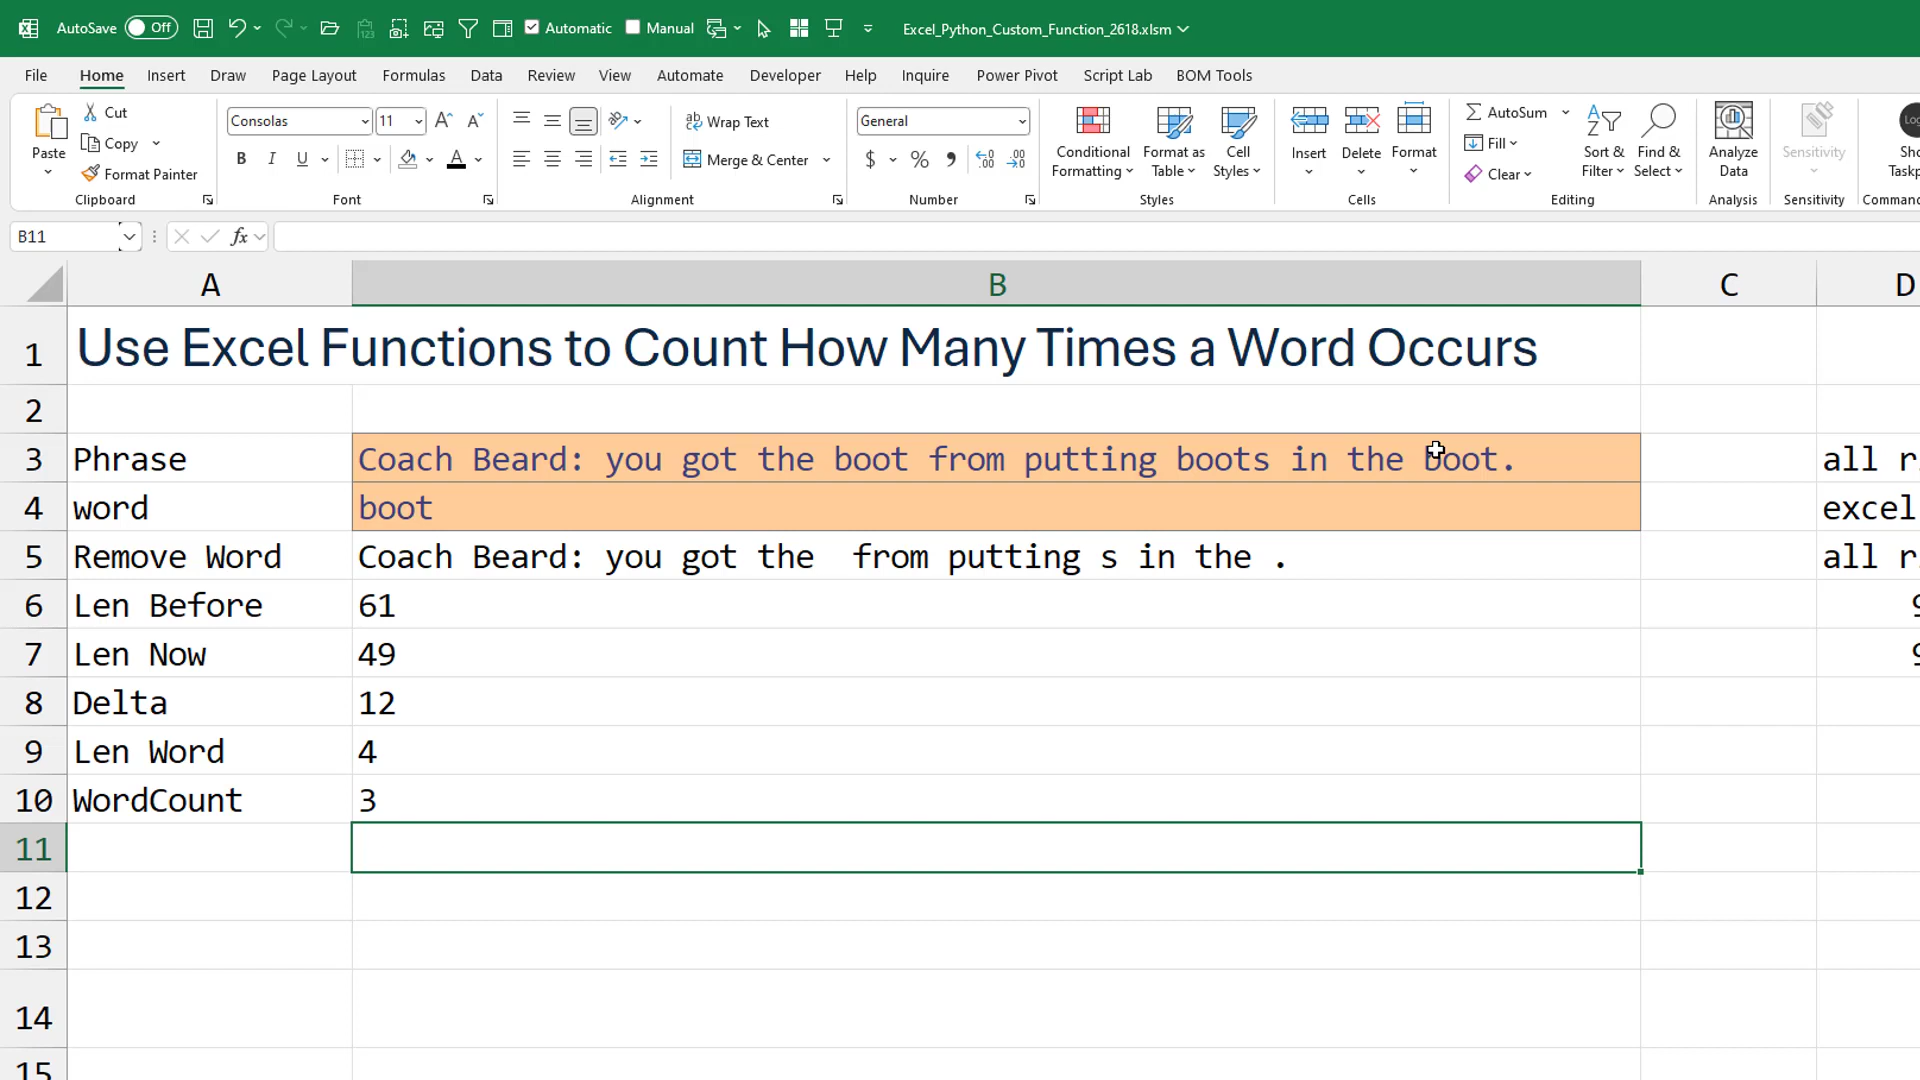 AutoSave Off Automatic Manual Excel_Python_Custom_Function_2618.xlsm
File Home Insert Draw Page Layout Formulas Data Review View Automate Developer Help Inquire Power Pivot Script Lab BOM Tools
Paste
Cut
Copy
Format Painter
Clipboard
Consolas 11
B I U
Font
Wrap Text
Merge & Center
Alignment
General
$ % 9
Number
Conditional Formatting
Format as Table
Cell Styles
Styles
Insert
Delete
Format
Cells
AutoSum
Fill
Clear
Sort & Filter
Find & Select
Editing
Analyze Data
Analysis
Sensitivity
Sensitivity
B11
fx
A B C D
1 Use Excel Functions to Count How Many Times a Word Occurs
2
3 Phrase Coach Beard: you got the boot from putting boots in the boot. all r
4 word boot excel
5 Remove Word Coach Beard: you got the from putting s in the . all r
6 Len Before 61
7 Len Now 49
8 Delta 12
9 Len Word 4
10 WordCount 3
11
12
13
14
15